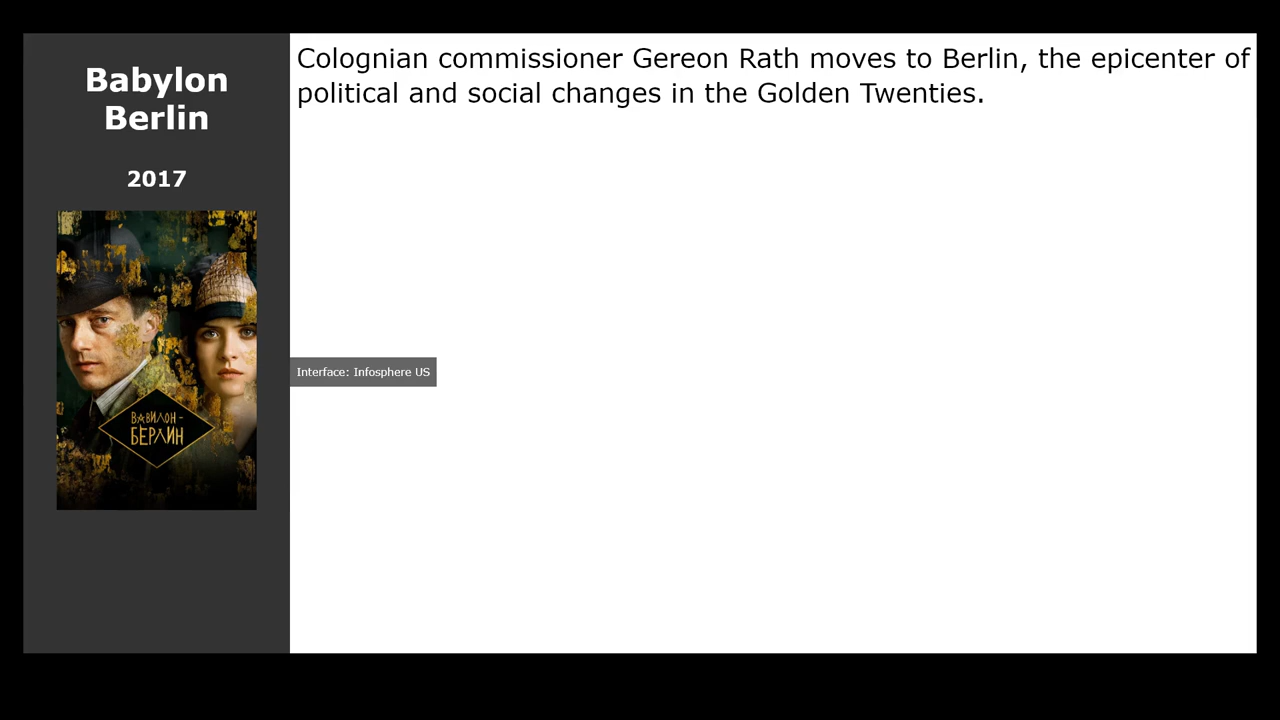 Babylon
Berlin
2017
ВАВИЛОН -
БЕРЛИН
Colognian commissioner Gereon Rath moves to Berlin, the epicenter of
political and social changes in the Golden Twenties.
Interface: Infosphere US